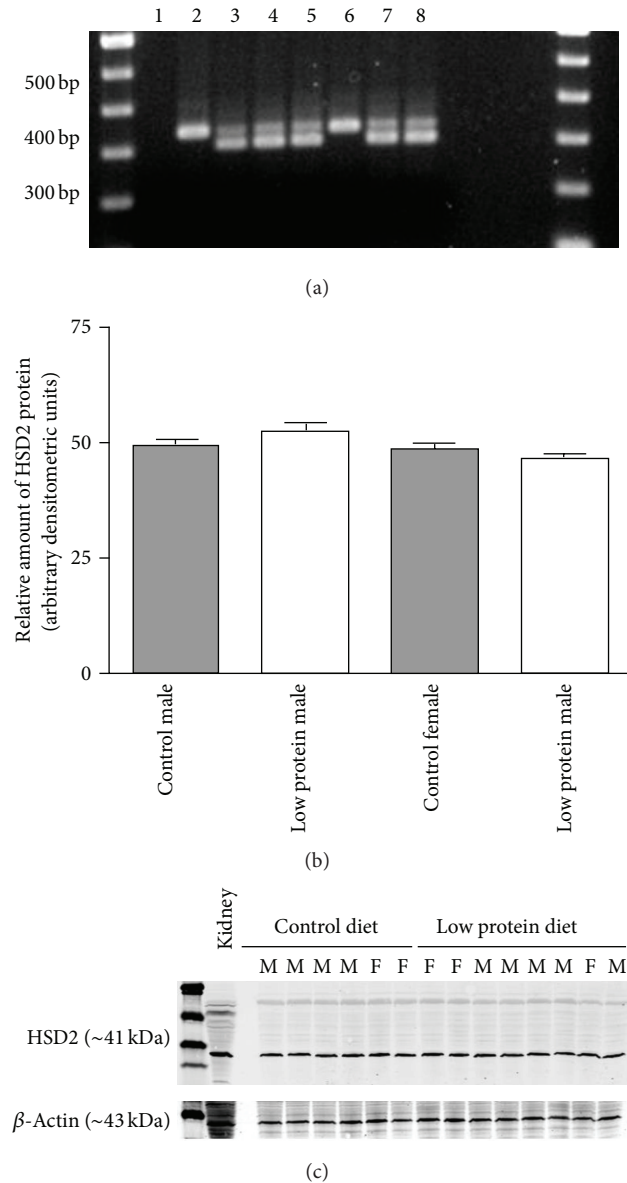 1 2 3 4 5 6 7 8
500 bp
400 bp
300 bp
(a)
75
50
25
0
Relative amount of HSD2 protein
(arbitrary densitometric units)
Control male
Low protein male
Control female
Low protein male
(b)
Kidney
Control diet Low protein diet
M M M M F F F F M M M M F M
HSD2 (~41 kDa)
β-Actin (~43 kDa)
(c)